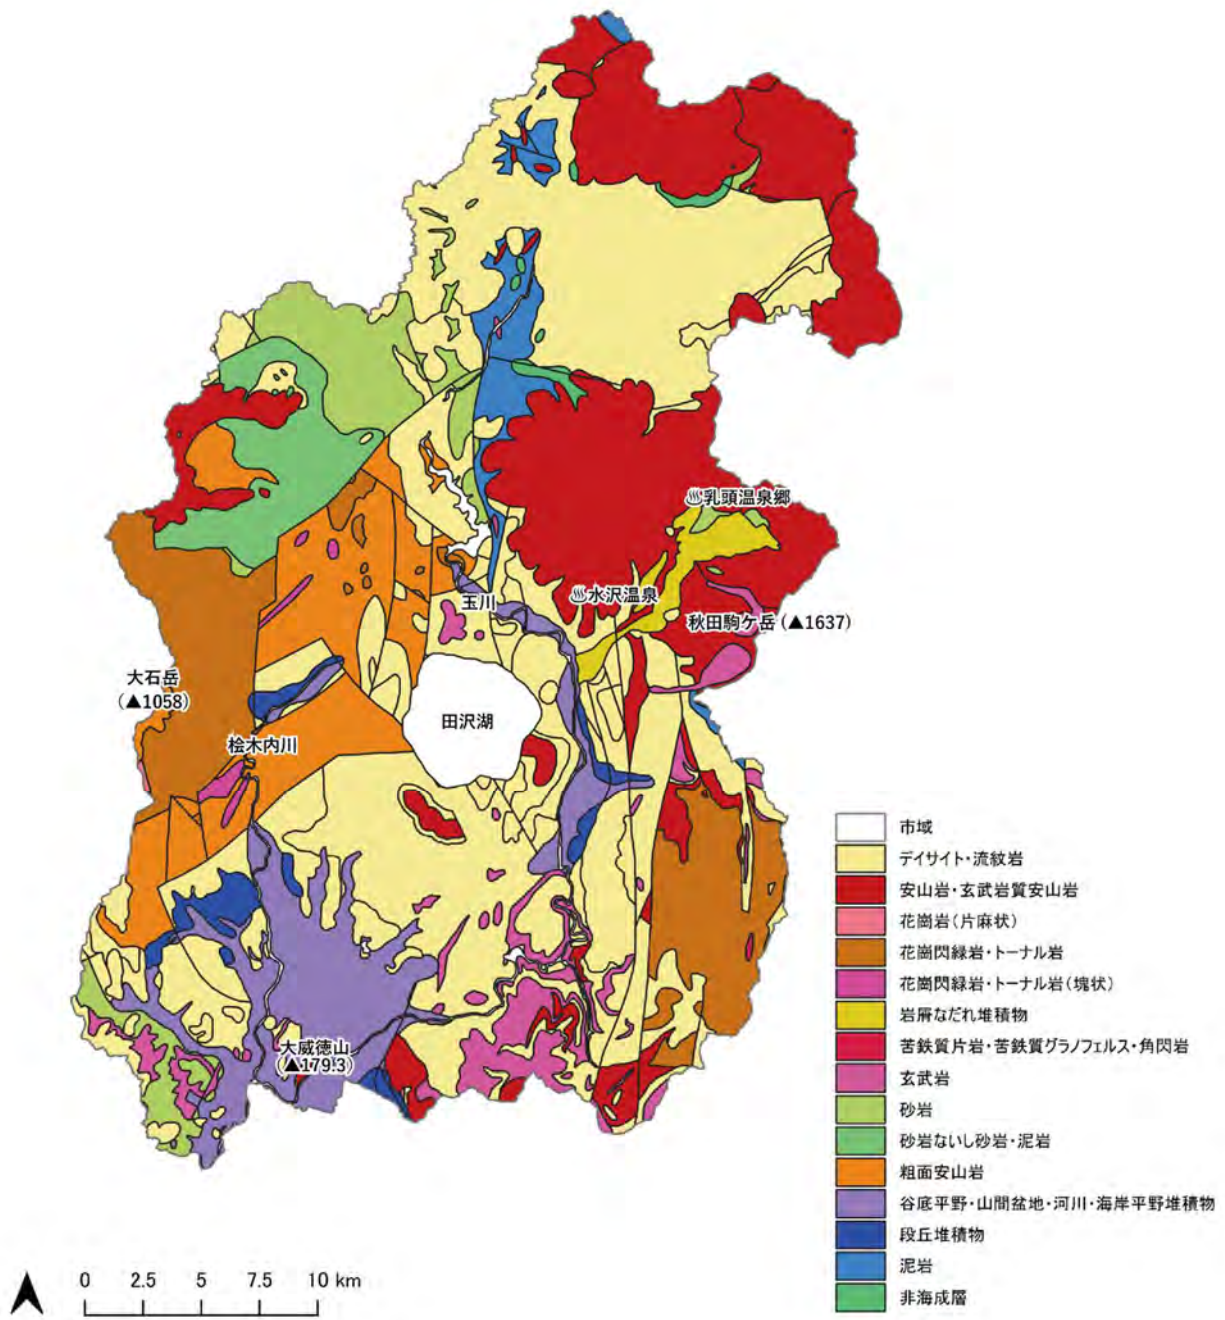 ♨乳頭温泉郷
♨水沢温泉
玉川
秋田駒ケ岳（▲1637）
大石岳
（▲1058）
田沢湖
桧木内川
大威徳山
（▲179.3）
市域
デイサイト・流紋岩
安山岩・玄武岩質安山岩
花崗岩（片麻状）
花崗閃緑岩・トーナル岩
花崗閃緑岩・トーナル岩（塊状）
岩屑なだれ堆積物
苦鉄質片岩・苦鉄質グラノフェルス・角閃岩
玄武岩
砂岩
砂岩ないし砂岩・泥岩
粗面安山岩
谷底平野・山間盆地・河川・海岸平野堆積物
段丘堆積物
泥岩
非海成層
0 2.5 5 7.5 10 km